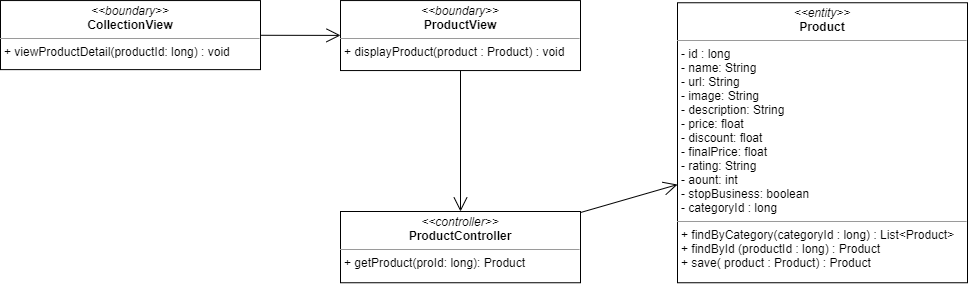 <<boundary>>
CollectionView
+ viewProductDetail(productId: long) : void
<<boundary>>
ProductView
+ displayProduct(product : Product) : void
<<controller>>
ProductController
+ getProduct(proId: long): Product
<<entity>>
Product
- id : long
- name: String
- url: String
- image: String
- description: String
- price: float
- discount: float
- finalPrice: float
- rating: String
- aount: int
- stopBusiness: boolean
- categoryId : long
+ findByCategory(categoryId : long) : List<Product>
+ findById (productId : long) : Product
+ save( product : Product) : Product